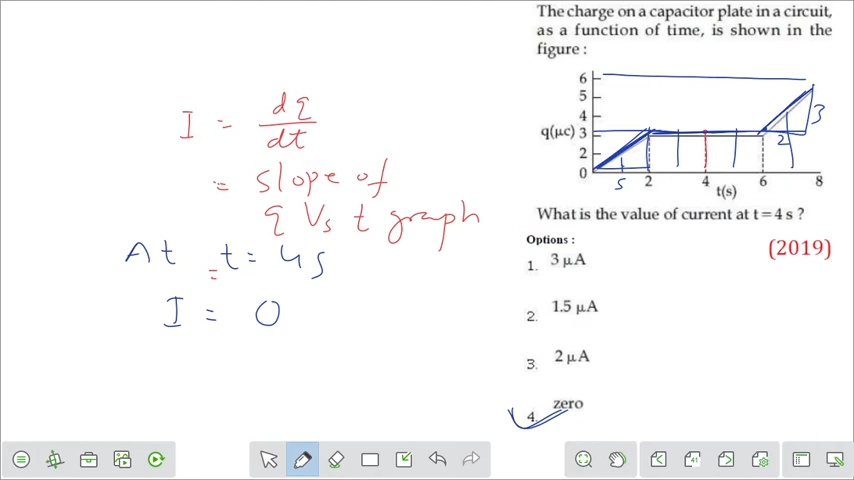 The charge on a capacitor plate in a circuit,
as a function of time, is shown in the
figure :
6
5
4
q(μc) 3
2
0
2 4 6 8
t(s)
3
2
s
What is the value of current at t = 4 s ?
Options :
(2019)
1. 3 μA
2. 1.5 μA
3. 2 μA
4. zero
I = dq
dt
= slope of
q Vs t graph
At t = 4s
I = 0
41